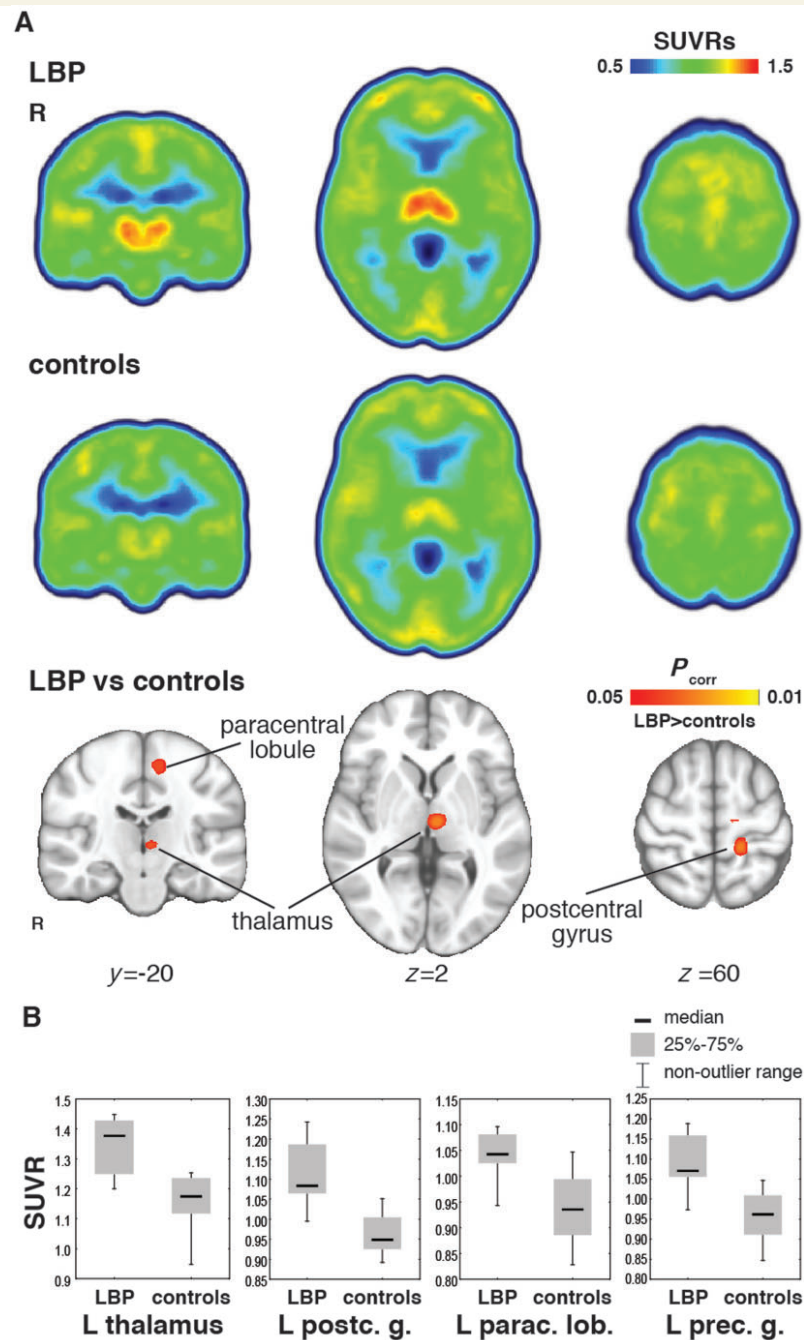 A
LBP
SUVRs
0.5 1.5
R
controls
LBP vs controls
P corr
0.05 0.01
LBP>controls
paracentral
lobule
thalamus
postcentral
gyrus
R
y=-20
z=2
z =60
B
median
25%-75%
non-outlier range
SUVR
1.5
1.4
1.3
1.2
1.1
1.0
0.9
LBP controls
L thalamus
1.30
1.25
1.20
1.15
1.10
1.05
1.00
0.95
0.90
0.85
LBP controls
L postc. g.
1.15
1.10
1.05
1.00
0.95
0.90
0.85
0.80
LBP controls
L parac. lob.
1.25
1.20
1.15
1.10
1.05
1.00
0.95
0.90
0.85
0.80
LBP controls
L prec. g.